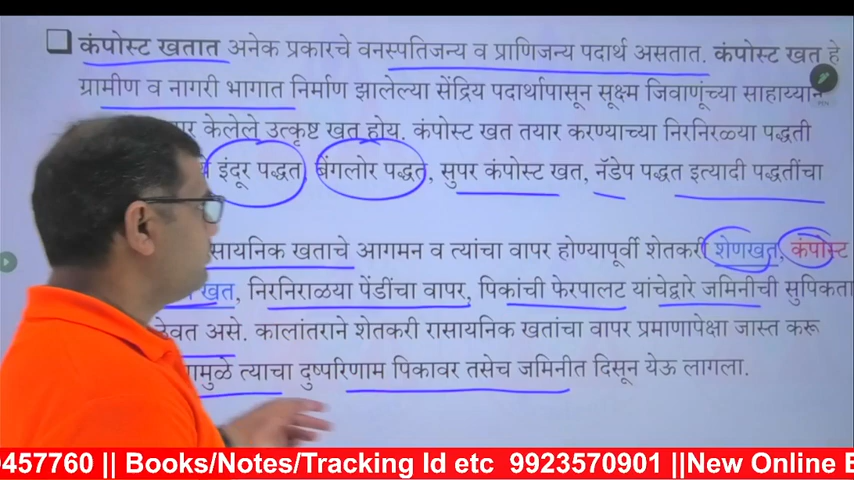 कंपोस्ट खतात अनेक प्रकारचे वनस्पतिजन्य व प्राणिजन्य पदार्थ असतात. कंपोस्ट खत हे
ग्रामीण व नागरी भागात निर्माण झालेल्या सेंद्रिय पदार्थापासून सूक्ष्म जिवाणूंच्या साहाय्याने
केलेले उत्कृष्ट खत होय. कंपोस्ट खत तयार करण्याच्या निरनिरळ्या पद्धती
इंदूर पद्धत, बेंगलोर पद्धत, सुपर कंपोस्ट खत, नॅडेप पद्धत इत्यादी पद्धतींचा
सायनिक खताचे आगमन व त्यांचा वापर होण्यापूर्वी शेतकरी शेणखत, कंपोस्ट
खत, निरनिराळया पेंडींचा वापर, पिकांची फेरपालट यांचेद्वारे जमिनीची सुपिकता
ठेवत असे. कालांतराने शेतकरी रासायनिक खतांचा वापर प्रमाणापेक्षा जास्त करू
मुळे त्याचा दुष्परिणाम पिकावर तसेच जमिनीत दिसून येऊ लागला.
457760 || Books/Notes/Tracking Id etc 9923570901 ||New Online